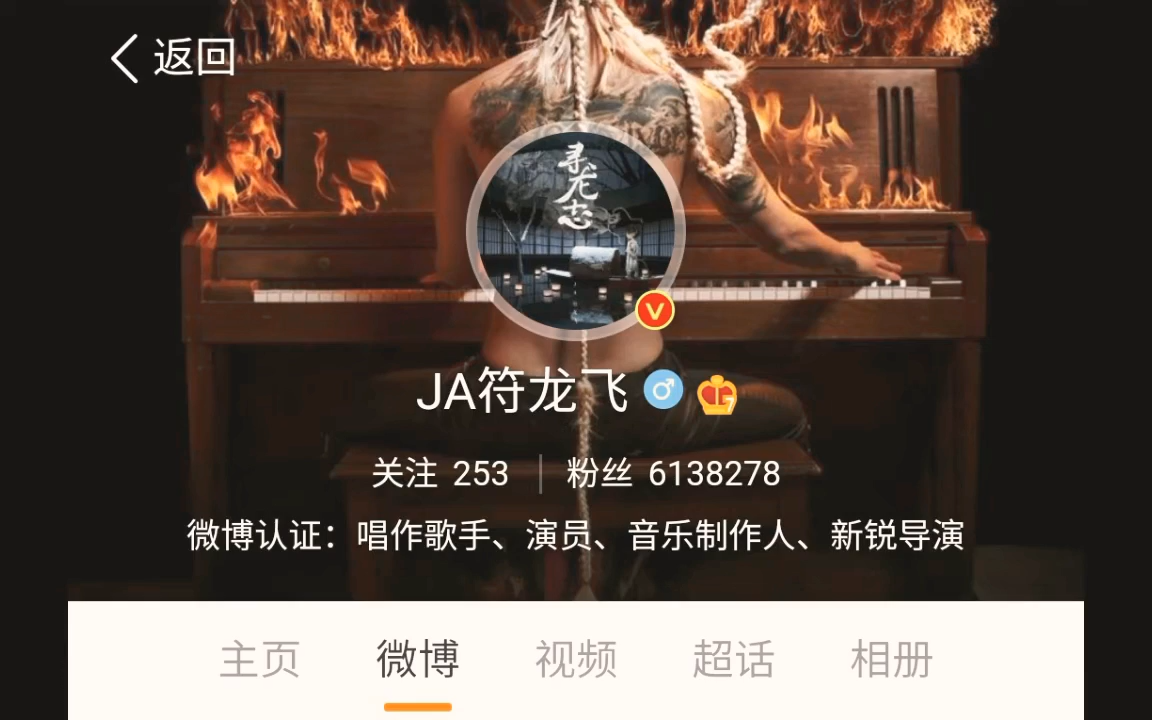 返回
寻龙志
JA符龙飞
关注 253 粉丝 6138278
微博认证：唱作歌手、演员、音乐制作人、新锐导演
主页 微博 视频 超话 相册